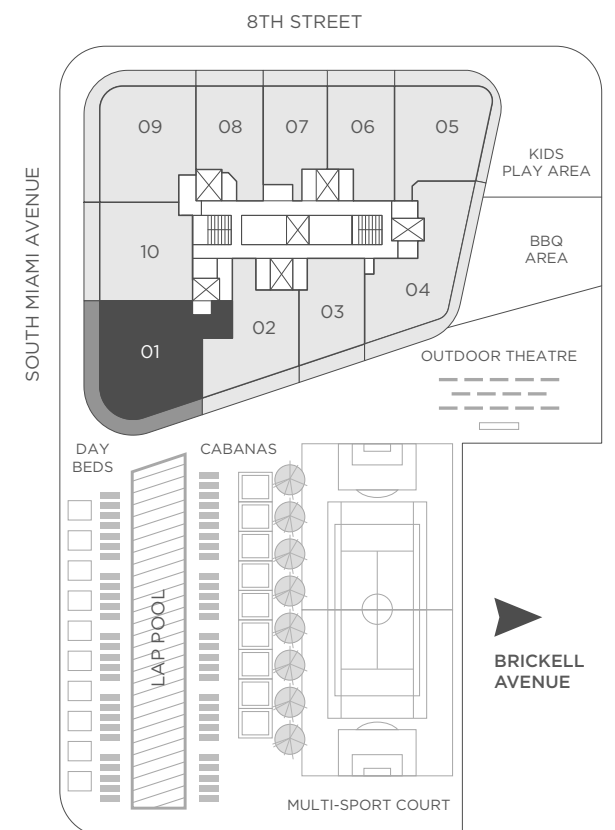 8TH STREET
SOUTH MIAMI AVENUE
09
08
07
06
05
KIDS
PLAY AREA
10
BBQ
AREA
04
03
02
01
OUTDOOR THEATRE
DAY
BEDS
CABANAS
LAP POOL
BRICKELL
AVENUE
MULTI-SPORT COURT